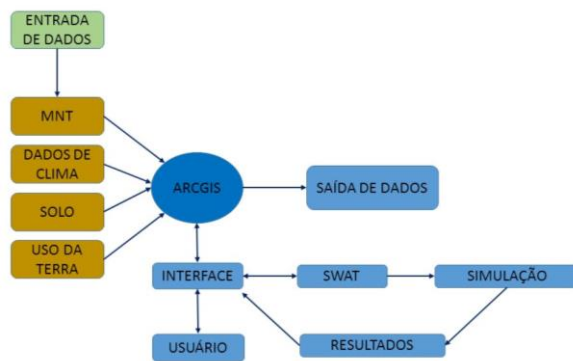 ENTRADA
DE DADOS
MNT
DADOS DE
CLIMA
ARCGIS
SAÍDA DE DADOS
SOLO
USO DA
TERRA
INTERFACE
SWAT
SIMULAÇÃO
USUÁRIO
RESULTADOS